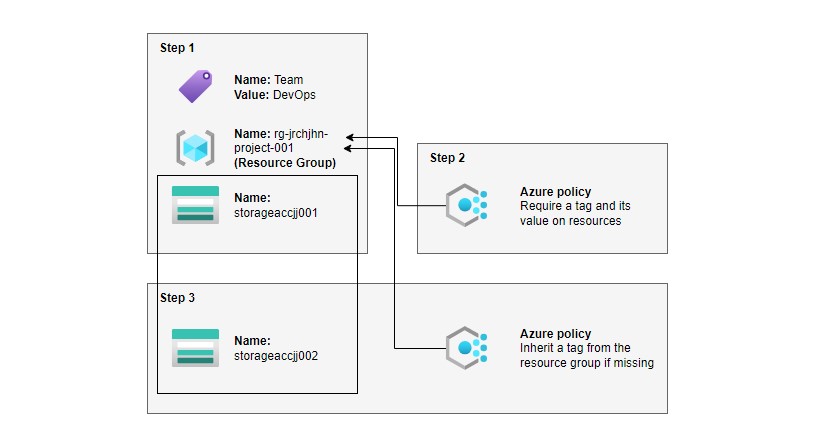 Step 1
Name: Team
Value: DevOps
Name: rg-jrchjhn-
project-001
(Resource Group)
Name:
storageaccjj001
Step 2
Azure policy
Require a tag and its
value on resources
Step 3
Name:
storageaccjj002
Azure policy
Inherit a tag from the
resource group if missing